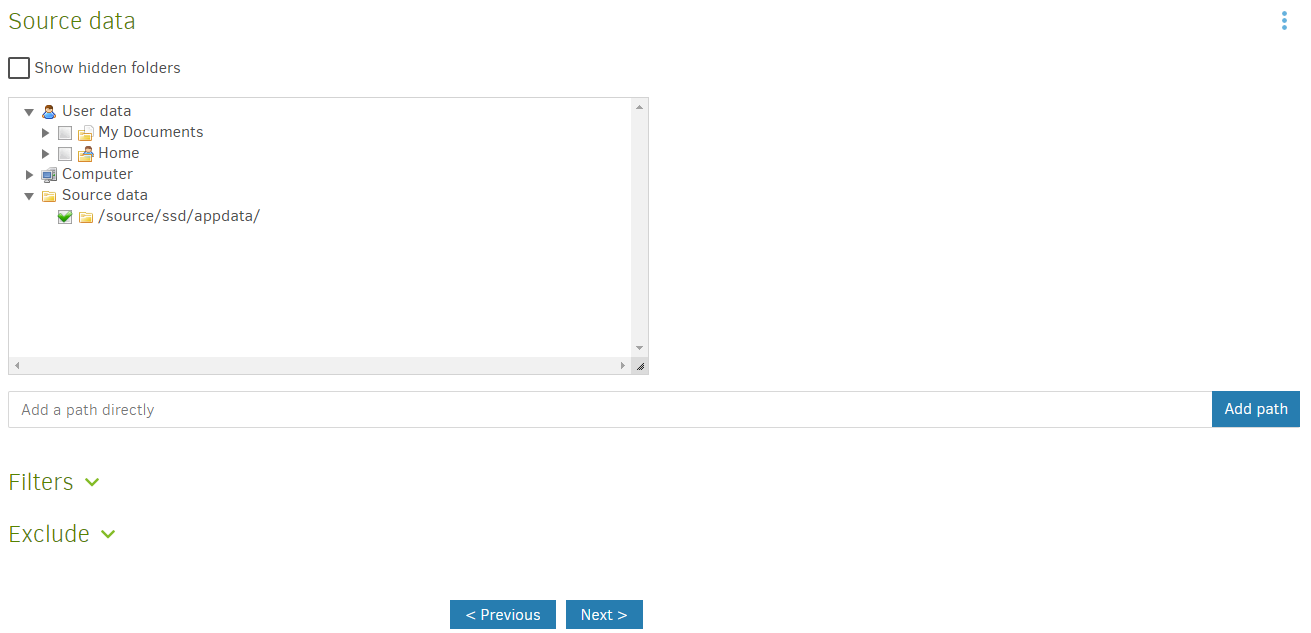 Source data
Show hidden folders
User data
My Documents
Home
Computer
Source data
/source/ssd/appdata/
Add a path directly
Add path
Filters
Exclude
< Previous
Next >